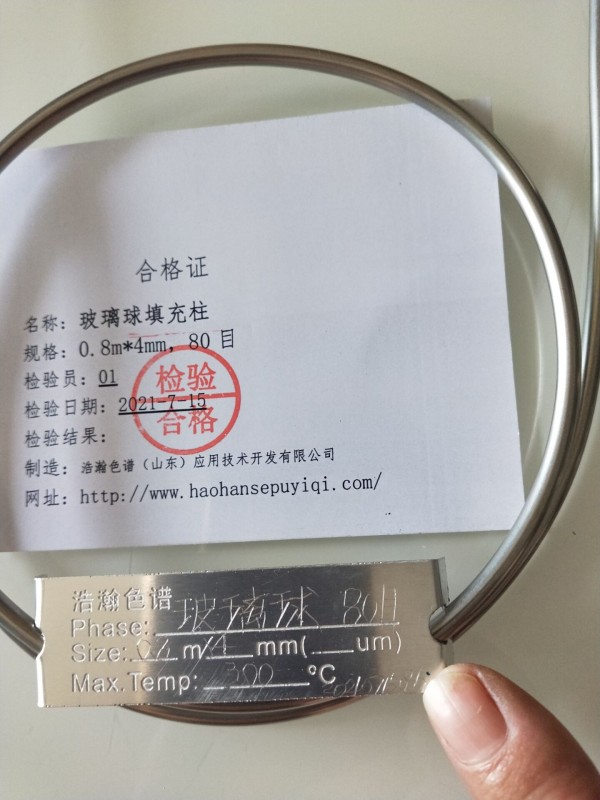 合格证
名称：玻璃球填充柱
规格：0.8m*4mm，80目
检验员：01
检验日期：2021-7-15
检验结果：
检验
合格
制造：浩瀚色谱（山东）应用技术开发有限公司
网址：http://www.haohansepuyiqi.com/
浩瀚色谱
Phase: 玻璃球 80目
Size: 0.8 m/4 mm(___um)
Max.Temp: 300 °C